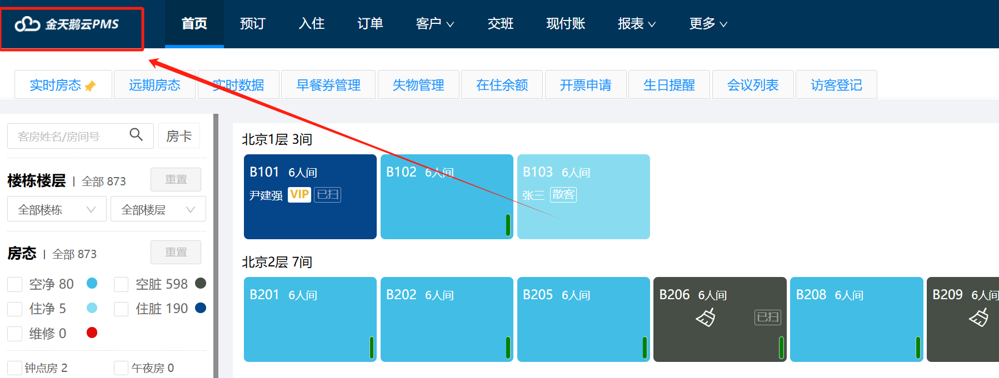 金天鹅云PMS 首页 预订 入住 订单 客户 交班 现付账 报表 更多
实时房态 远期房态 实时数据 早餐券管理 失物管理 在住余额 开票申请 生日提醒 会议列表 访客登记
客房姓名/房间号 房卡
北京1层 3间
B101 6人间 B102 6人间 B103 6人间
楼栋楼层 | 全部 873 重置
尹建强 VIP 已扫 张三 散客
全部楼栋 全部楼层
房态 | 全部 873 重置
北京2层 7间
空净 80 空脏 598
B201 6人间 B202 6人间 B205 6人间 B206 6人间 B208 6人间 B209 6人间
住净 5 住脏 190
已扫
维修 0
钟点房 2 午夜房 0